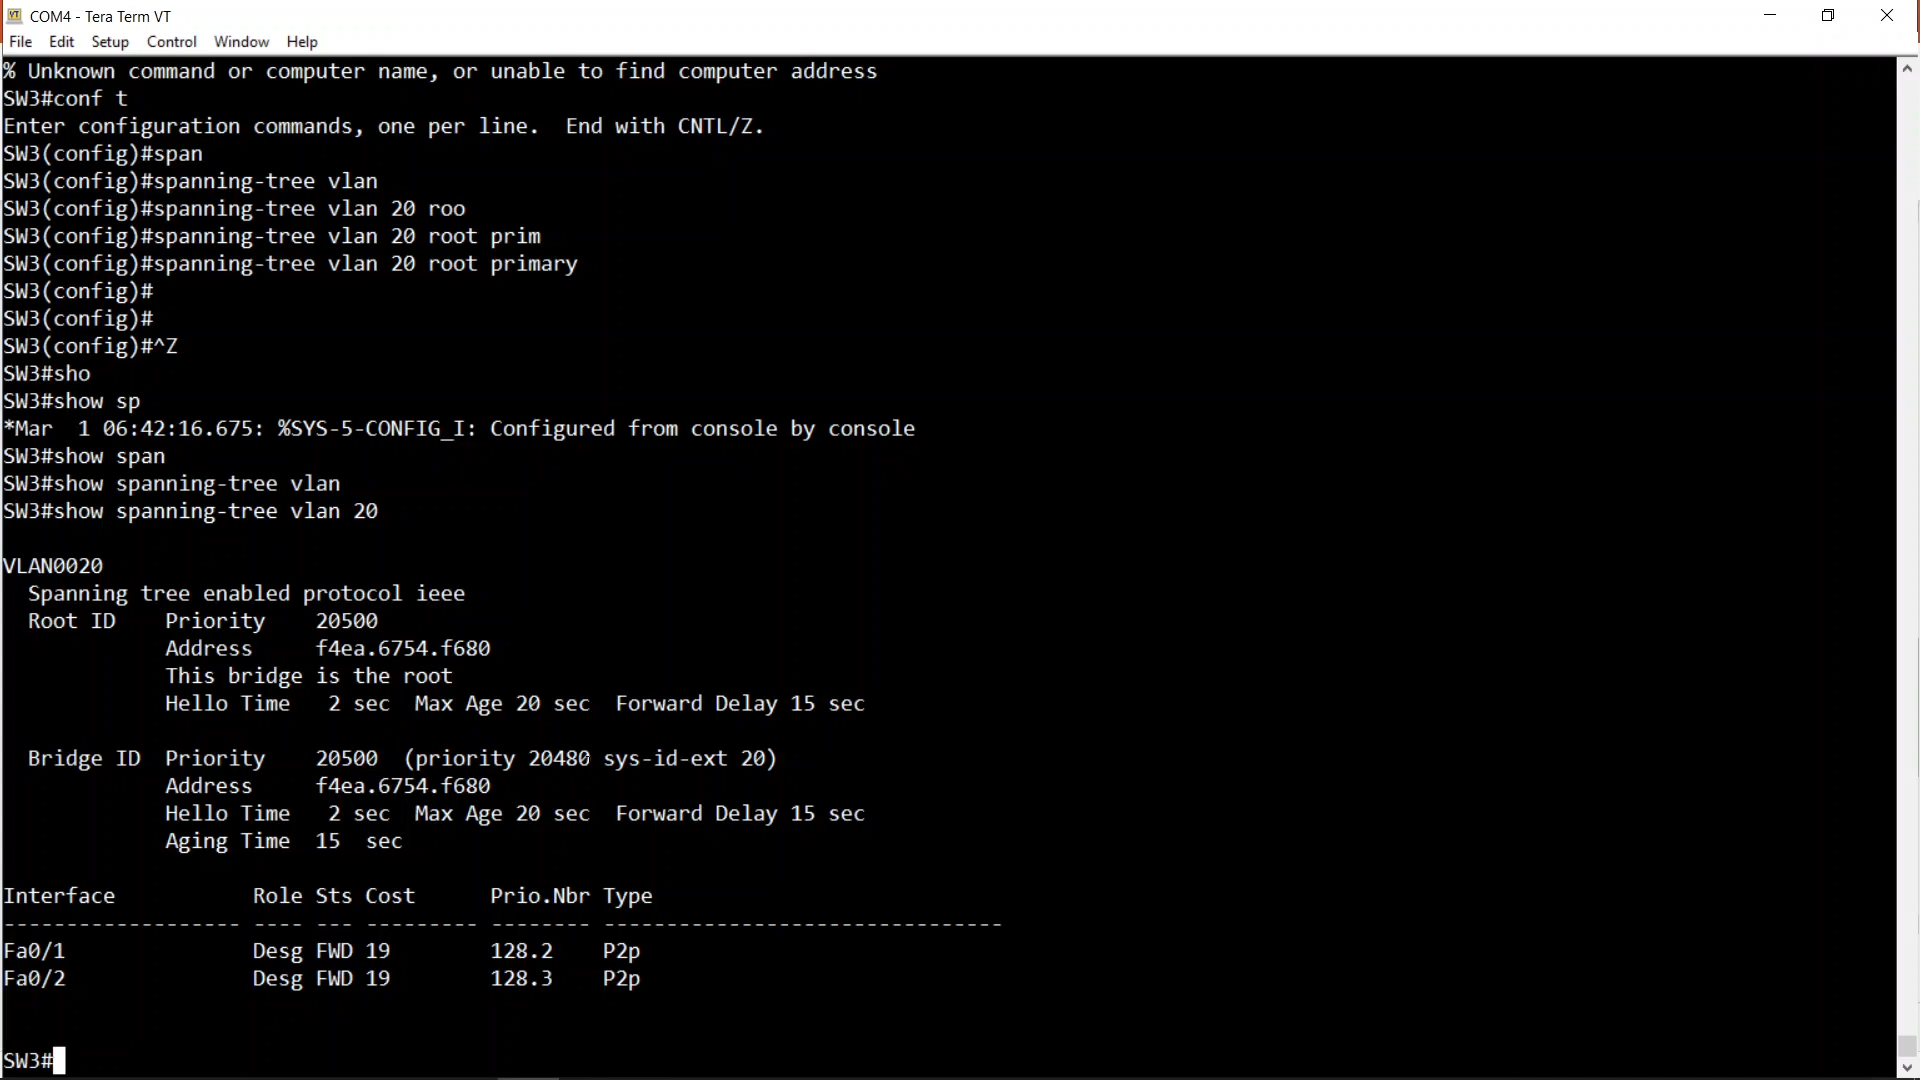 COM4 - Tera Term VT
File Edit Setup Control Window Help
% Unknown command or computer name, or unable to find computer address
SW3#conf t
Enter configuration commands, one per line.  End with CNTL/Z.
SW3(config)#span
SW3(config)#spanning-tree vlan
SW3(config)#spanning-tree vlan 20 roo
SW3(config)#spanning-tree vlan 20 root prim
SW3(config)#spanning-tree vlan 20 root primary
SW3(config)#
SW3(config)#
SW3(config)#^Z
SW3#sho
SW3#show sp
*Mar  1 06:42:16.675: %SYS-5-CONFIG_I: Configured from console by console
SW3#show span
SW3#show spanning-tree vlan
SW3#show spanning-tree vlan 20
VLAN0020
  Spanning tree enabled protocol ieee
  Root ID    Priority    20500
             Address     f4ea.6754.f680
             This bridge is the root
             Hello Time   2 sec  Max Age 20 sec  Forward Delay 15 sec
  Bridge ID  Priority    20500  (priority 20480 sys-id-ext 20)
             Address     f4ea.6754.f680
             Hello Time   2 sec  Max Age 20 sec  Forward Delay 15 sec
             Aging Time  15  sec
Interface           Role Sts Cost      Prio.Nbr Type
------------------- ---- --- --------- -------- --------------------------------
Fa0/1               Desg FWD 19        128.2    P2p
Fa0/2               Desg FWD 19        128.3    P2p
SW3#